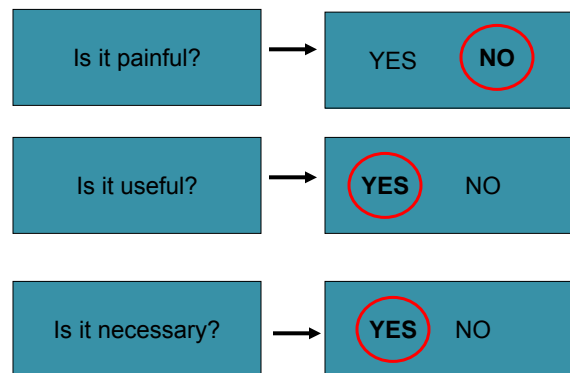 Is it painful?
YES NO
Is it useful?
YES NO
Is it necessary?
YES NO